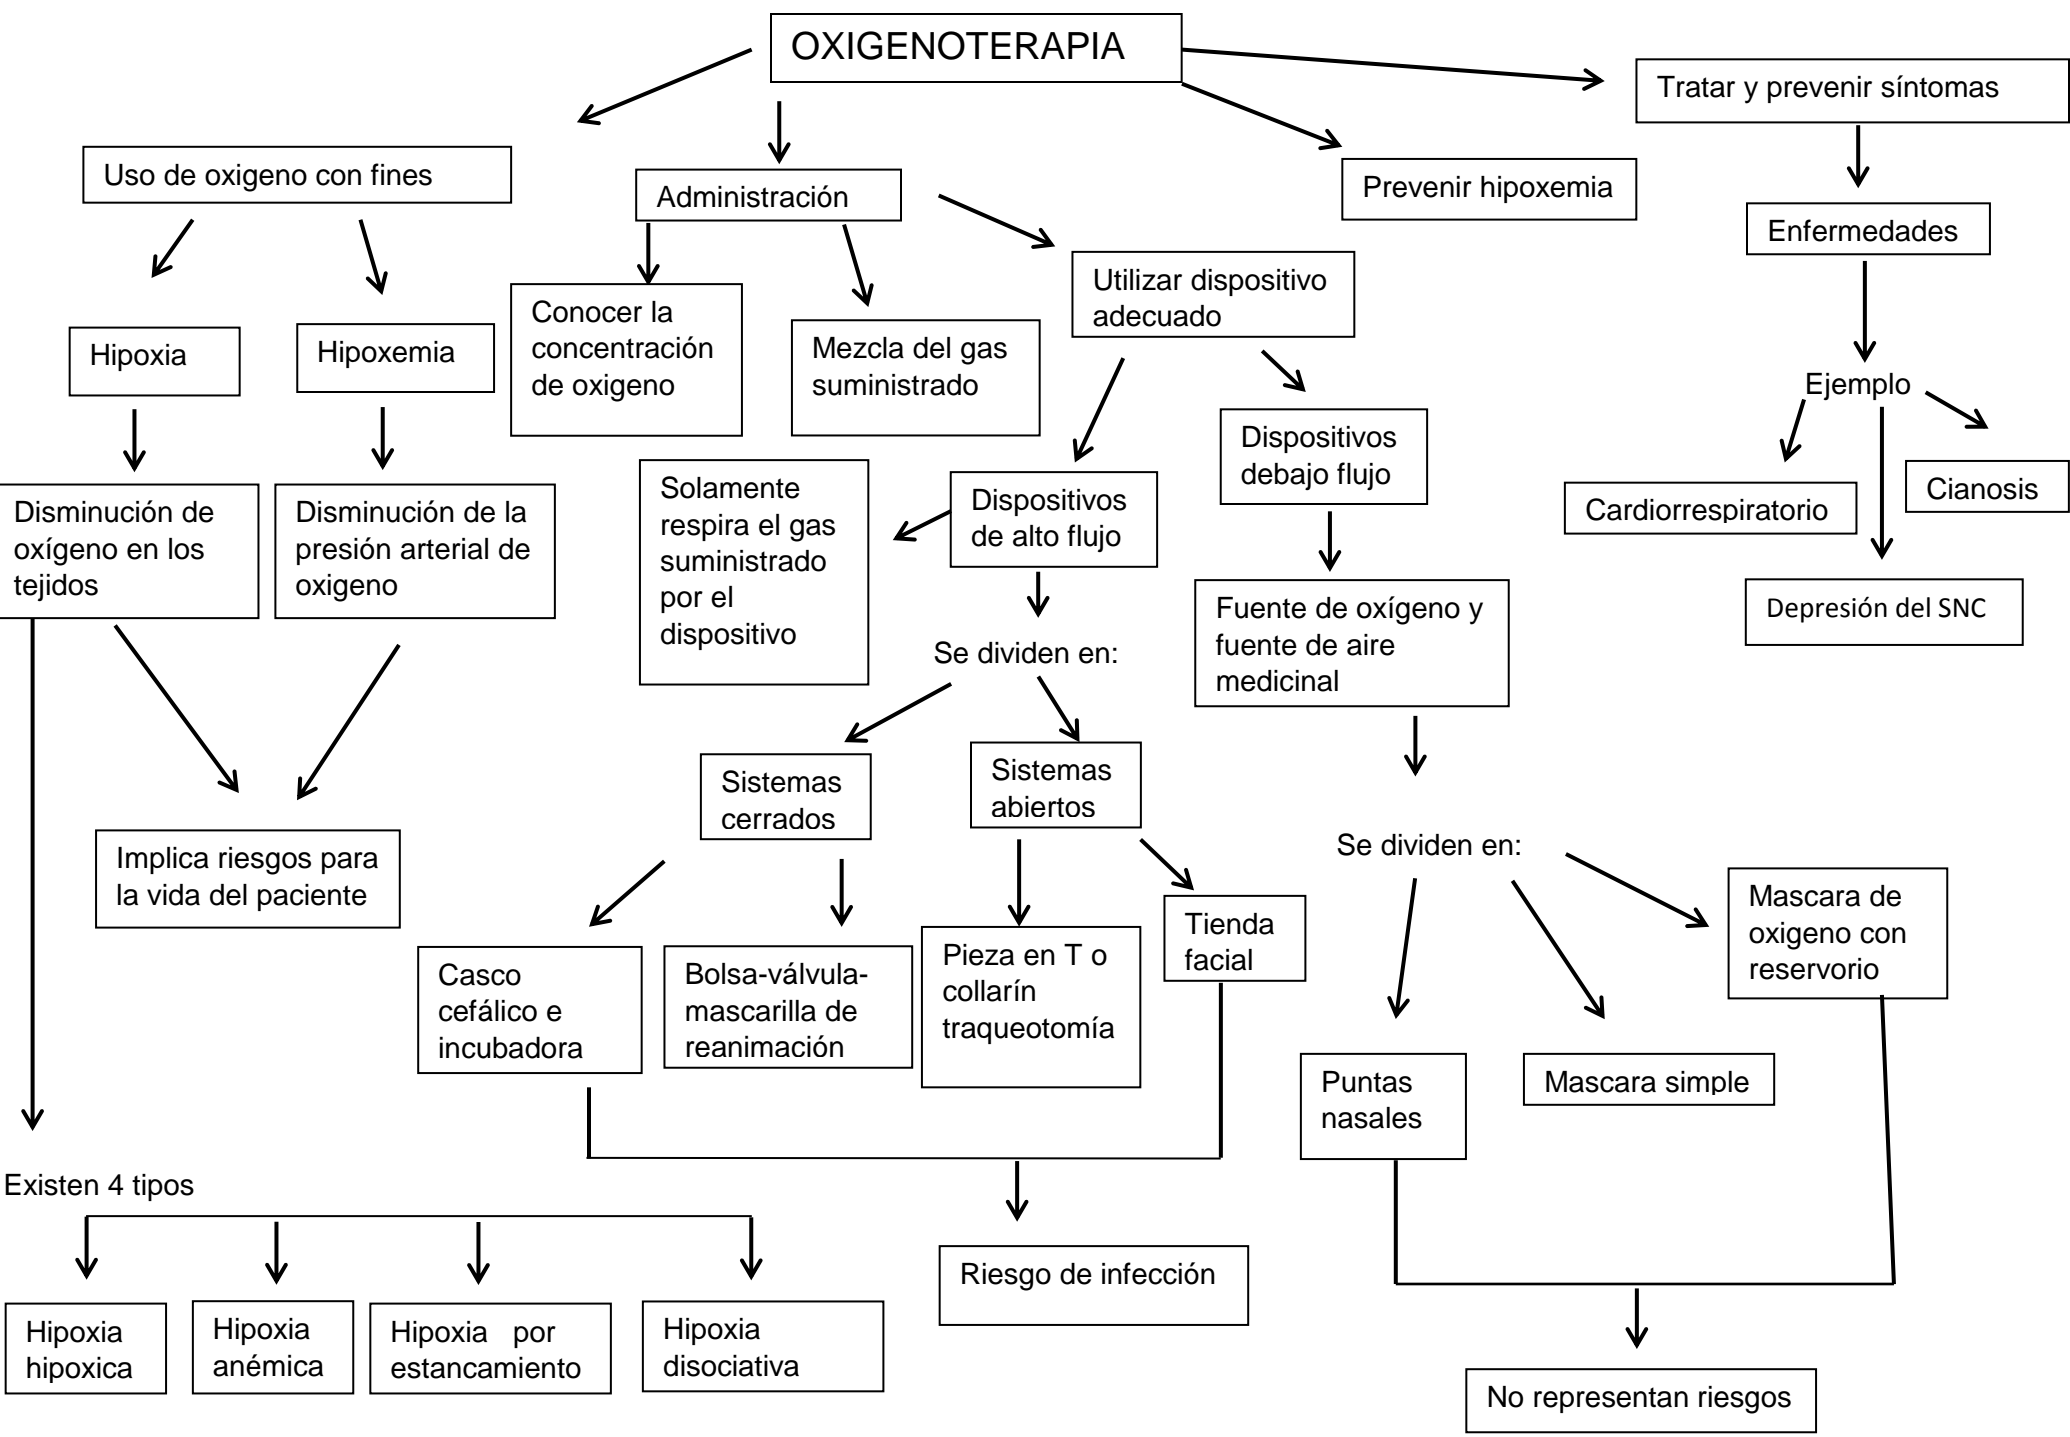 OXIGENOTERAPIA
Tratar y prevenir síntomas
Uso de oxigeno con fines
Administración
Prevenir hipoxemia
Enfermedades
Utilizar dispositivo
adecuado
Conocer la
concentración
de oxigeno
Mezcla del gas
suministrado
Hipoxia
Hipoxemia
Ejemplo
Dispositivos
debajo flujo
Cardiorrespiratorio
Cianosis
Depresión del SNC
Disminución de
oxígeno en los
tejidos
Disminución de la
presión arterial de
oxigeno
Solamente
respira el gas
suministrado
por el
dispositivo
Dispositivos
de alto flujo
Fuente de oxígeno y
fuente de aire
medicinal
Se dividen en:
Sistemas
cerrados
Sistemas
abiertos
Se dividen en:
Implica riesgos para
la vida del paciente
Casco
cefálico e
incubadora
Bolsa-válvula-
mascarilla de
reanimación
Pieza en T o
collarín
traqueotomía
Tienda
facial
Mascara de
oxigeno con
reservorio
Puntas
nasales
Mascara simple
Existen 4 tipos
Riesgo de infección
Hipoxia
hipoxica
Hipoxia
anémica
Hipoxia por
estancamiento
Hipoxia
disociativa
No representan riesgos